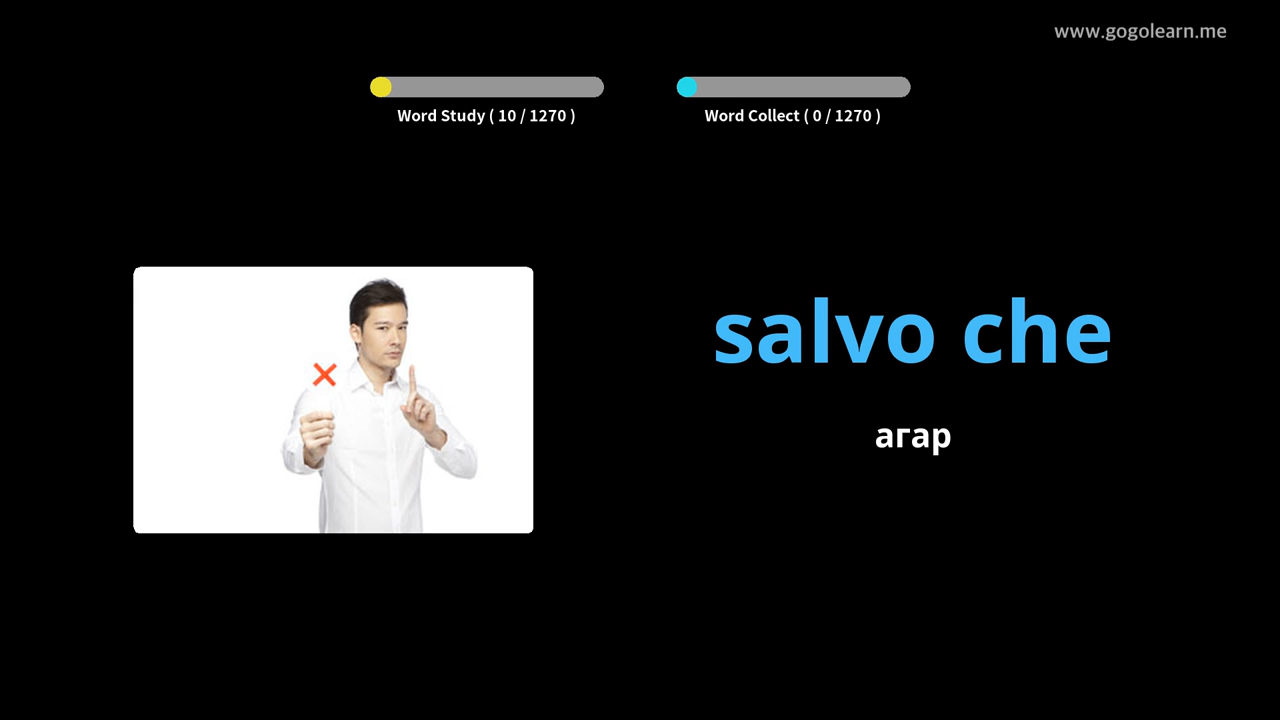 www.gogolearn.me
Word Study ( 10 / 1270 )
Word Collect ( 0 / 1270 )
salvo che
агар